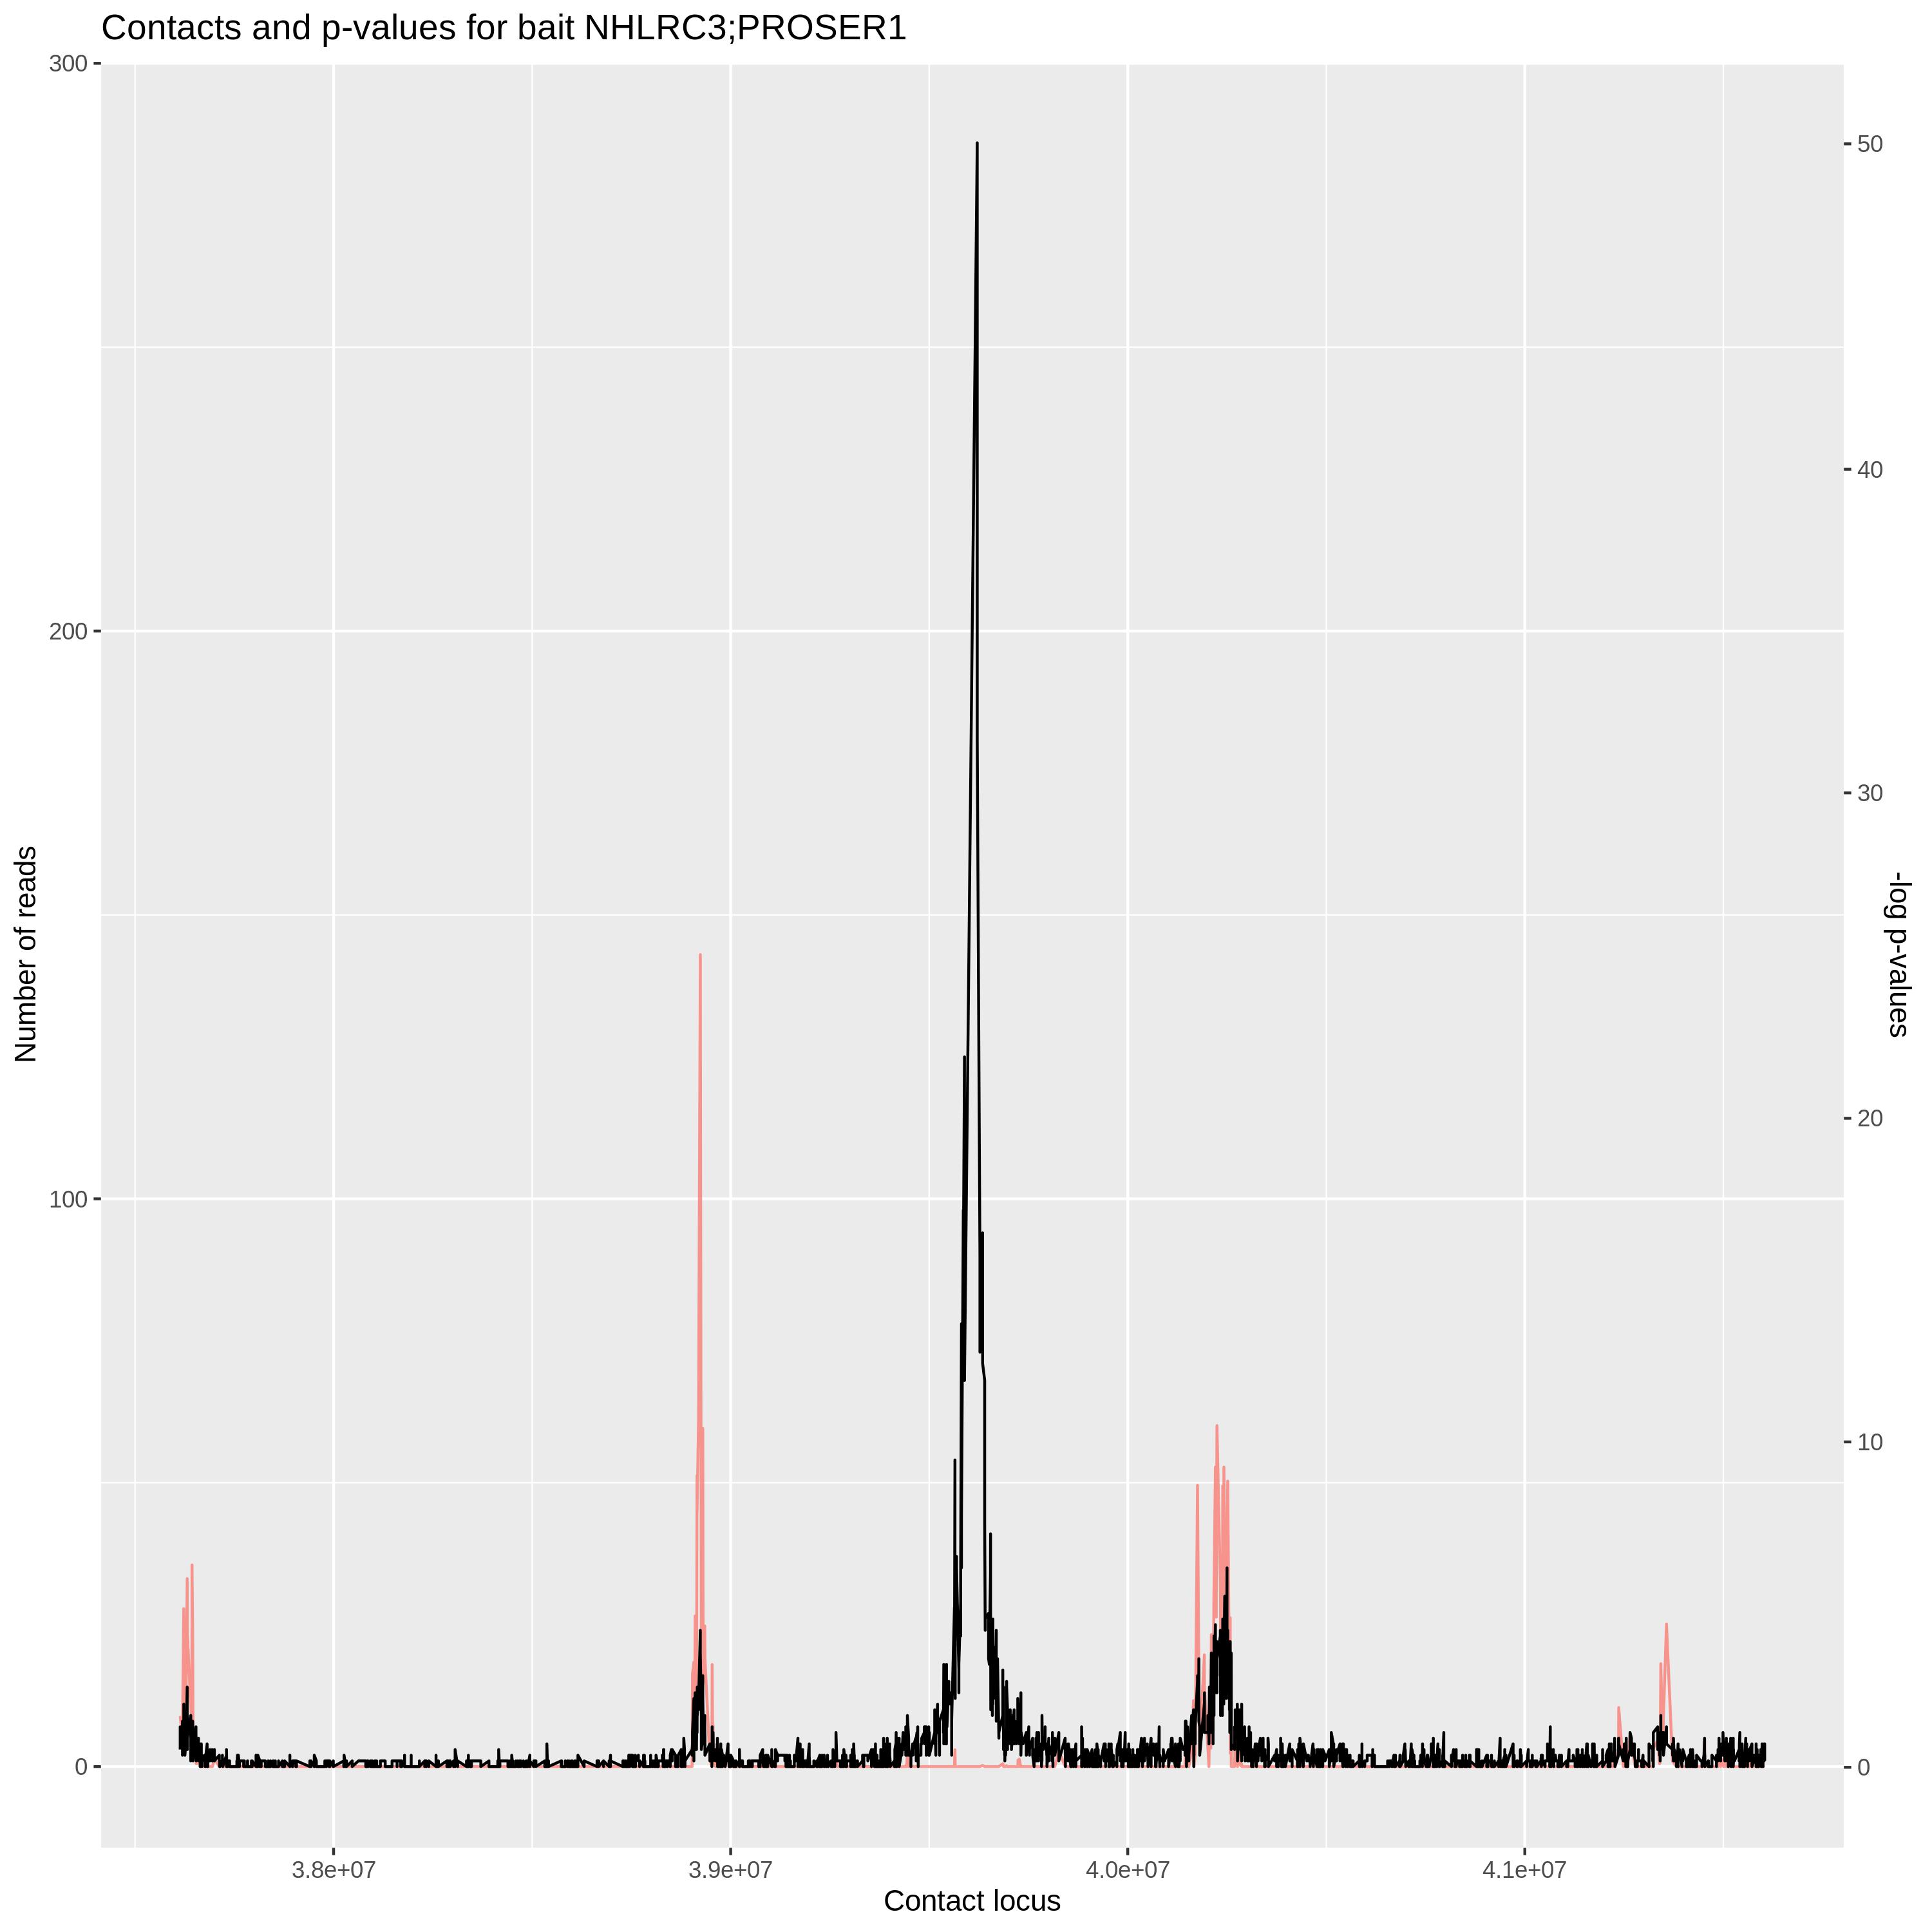 Contacts and p-values for bait NHLRC3;PROSER1
300
200
100
0
Number of reads
50
40
30
20
10
0
-log p-values
3.8e+07
3.9e+07
4.0e+07
4.1e+07
Contact locus